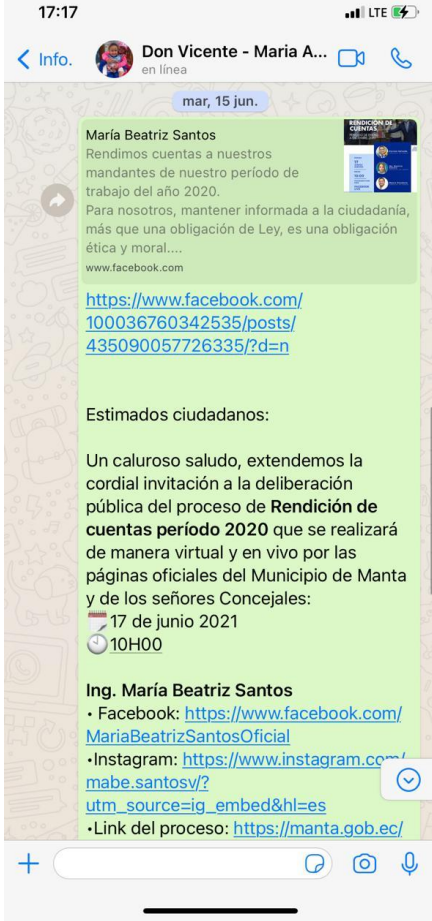 17:17
LTE
Info.
Don Vicente - Maria A...
en línea
mar, 15 jun.
María Beatriz Santos
Rendimos cuentas a nuestros
mandantes de nuestro período de
trabajo del año 2020.
Para nosotros, mantener informada a la ciudadanía,
más que una obligación de Ley, es una obligación
ética y moral....
www.facebook.com
RENDICIÓN DE
CUENTAS
https://www.facebook.com/
100036760342535/posts/
435090057726335/?d=n
Estimados ciudadanos:
Un caluroso saludo, extendemos la
cordial invitación a la deliberación
pública del proceso de Rendición de
cuentas período 2020 que se realizará
de manera virtual y en vivo por las
páginas oficiales del Municipio de Manta
y de los señores Concejales:
17 de junio 2021
10H00
Ing. María Beatriz Santos
• Facebook: https://www.facebook.com/
MariaBeatrizSantosOficial
•Instagram: https://www.instagram.com/
mabe.santosv/?
utm_source=ig_embed&hl=es
•Link del proceso: https://manta.gob.ec/